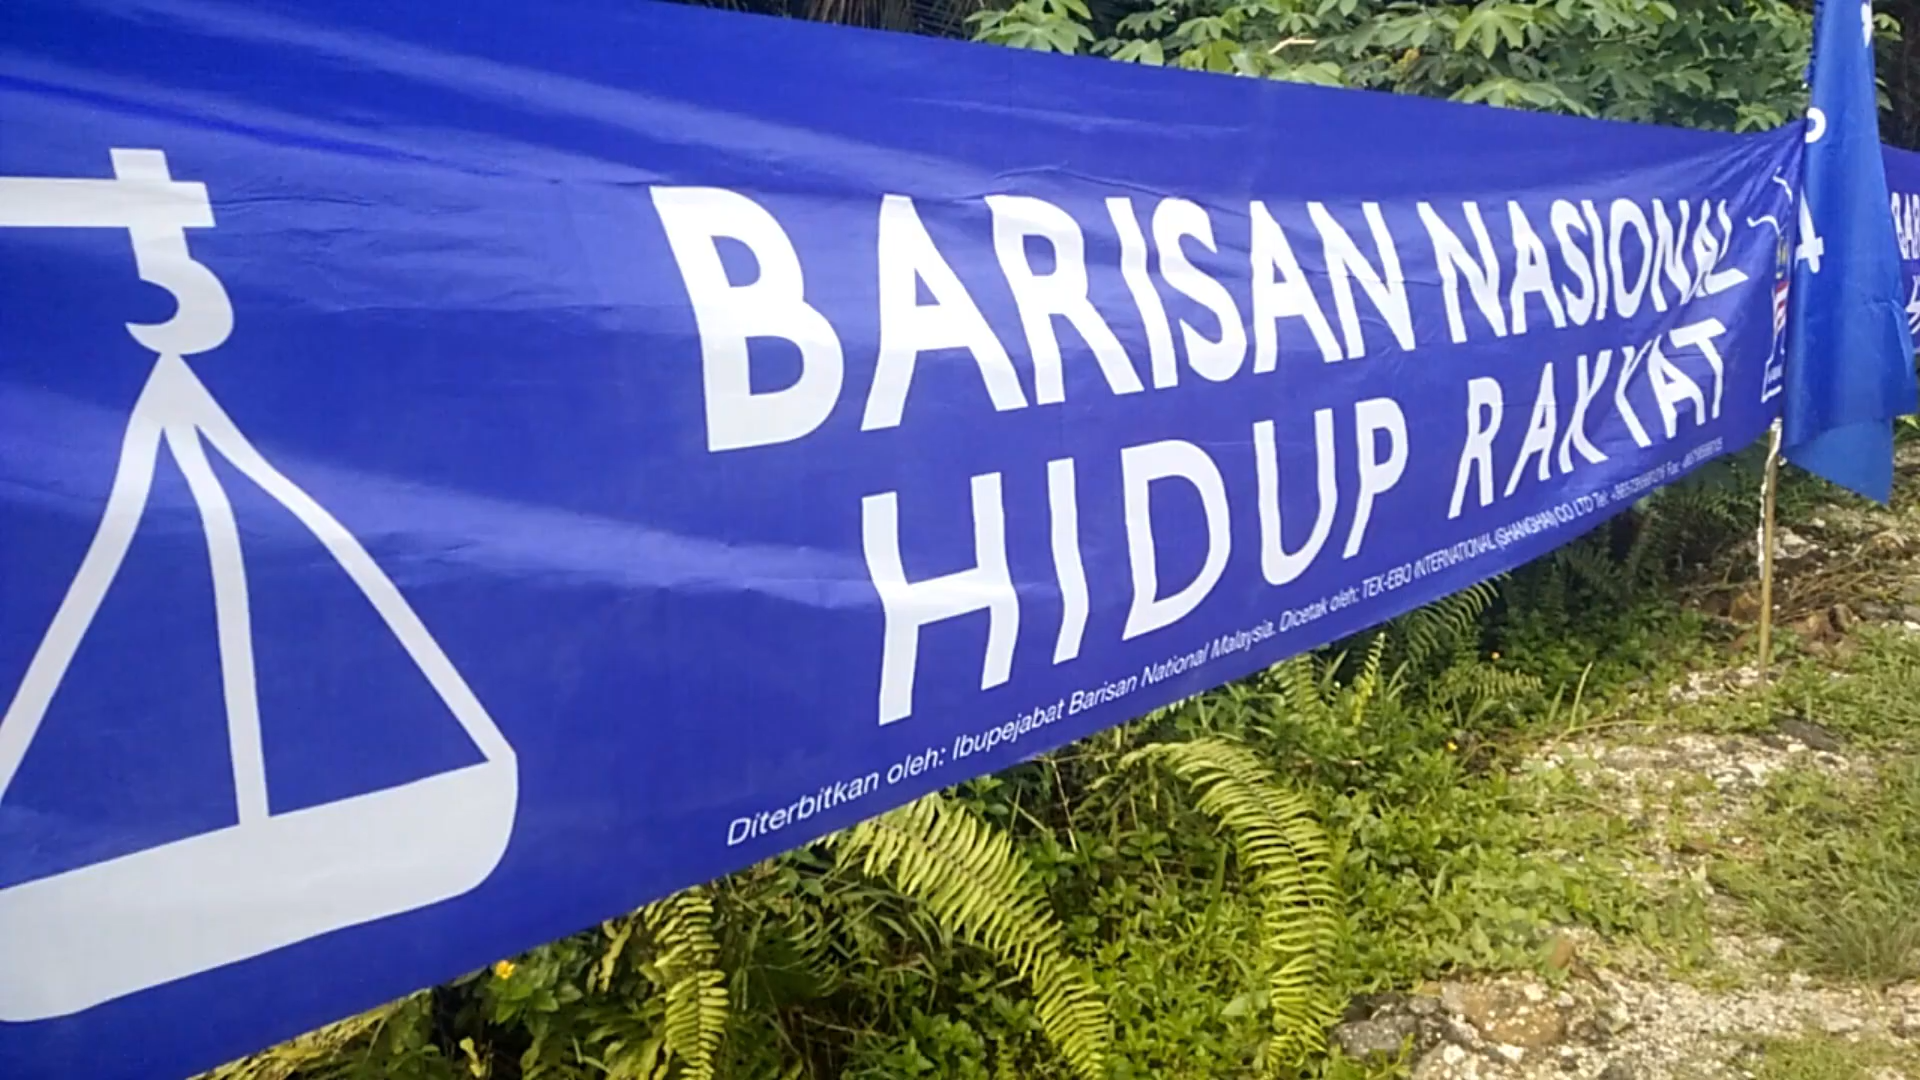 BARISAN NASIONAL
HIDUP RAKYAT
Diterbitkan oleh: Ibupejabat Barisan National Malaysia. Dicetak oleh: TEX-EBO INTERNATIONAL (SHANGHAI) CO LTD Tel: Fax: